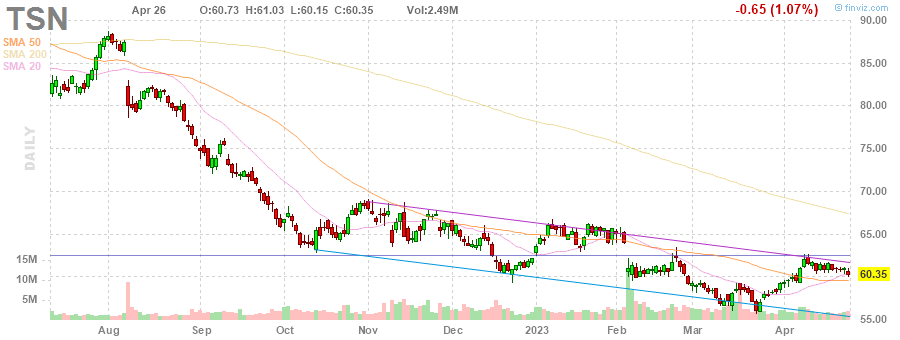 TSN Apr 26 O:60.73 H:61.03 L:60.15 C:60.35 Vol:2.49M -0.65 (1.07%) © finviz.com
SMA 50
SMA 200
SMA 20
DAILY
90.00
85.00
80.00
75.00
70.00
65.00
60.35
55.00
15M
10M
5M
Aug Sep Oct Nov Dec 2023 Feb Mar Apr